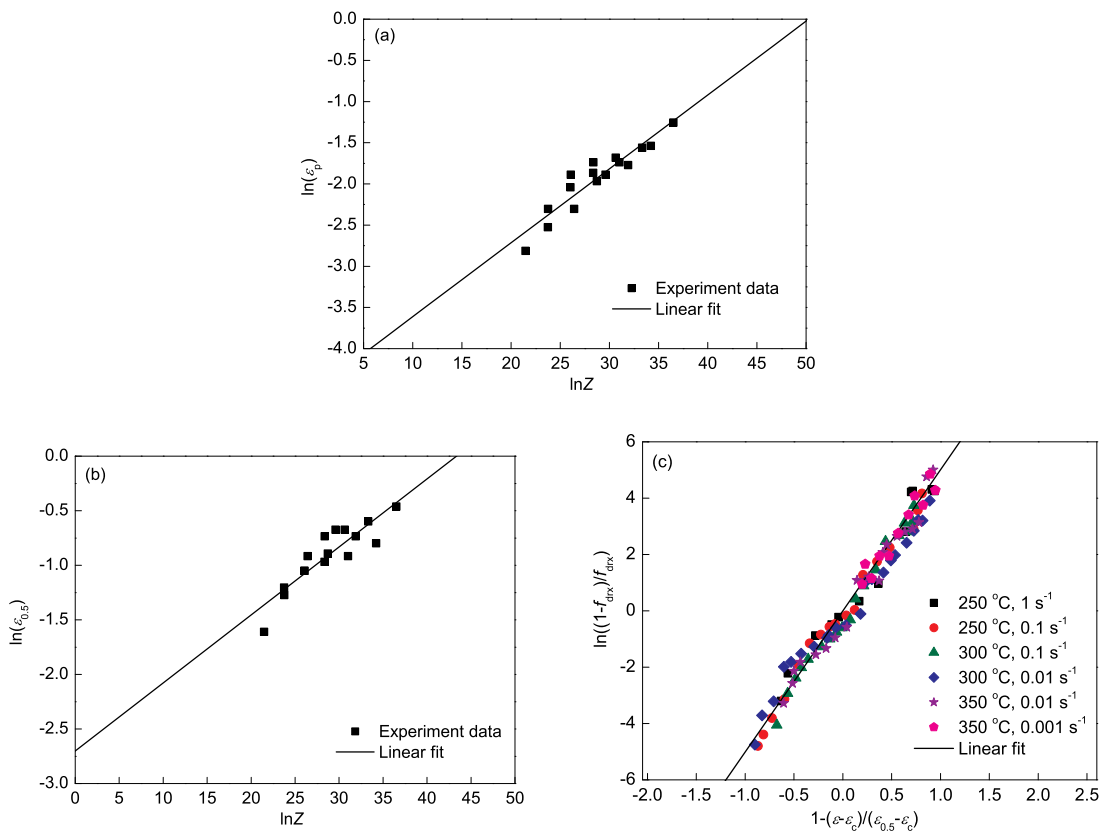 (a)
0.0
-0.5
-1.0
-1.5
-2.0
-2.5
-3.0
-3.5
-4.0
ln(εp)
5 10 15 20 25 30 35 40 45 50
lnZ
Experiment data
Linear fit
(b)
0.0
-0.5
-1.0
-1.5
-2.0
-2.5
-3.0
ln(ε0.5)
0 5 10 15 20 25 30 35 40 45 50
lnZ
Experiment data
Linear fit
(c)
6
4
2
0
-2
-4
-6
ln((1-fdrx)/fdrx)
-2.0 -1.5 -1.0 -0.5 0.0 0.5 1.0 1.5 2.0 2.5
1-(ε-εc)/(ε0.5-εc)
250 °C, 1 s-1
250 °C, 0.1 s-1
300 °C, 0.1 s-1
300 °C, 0.01 s-1
350 °C, 0.01 s-1
350 °C, 0.001 s-1
Linear fit